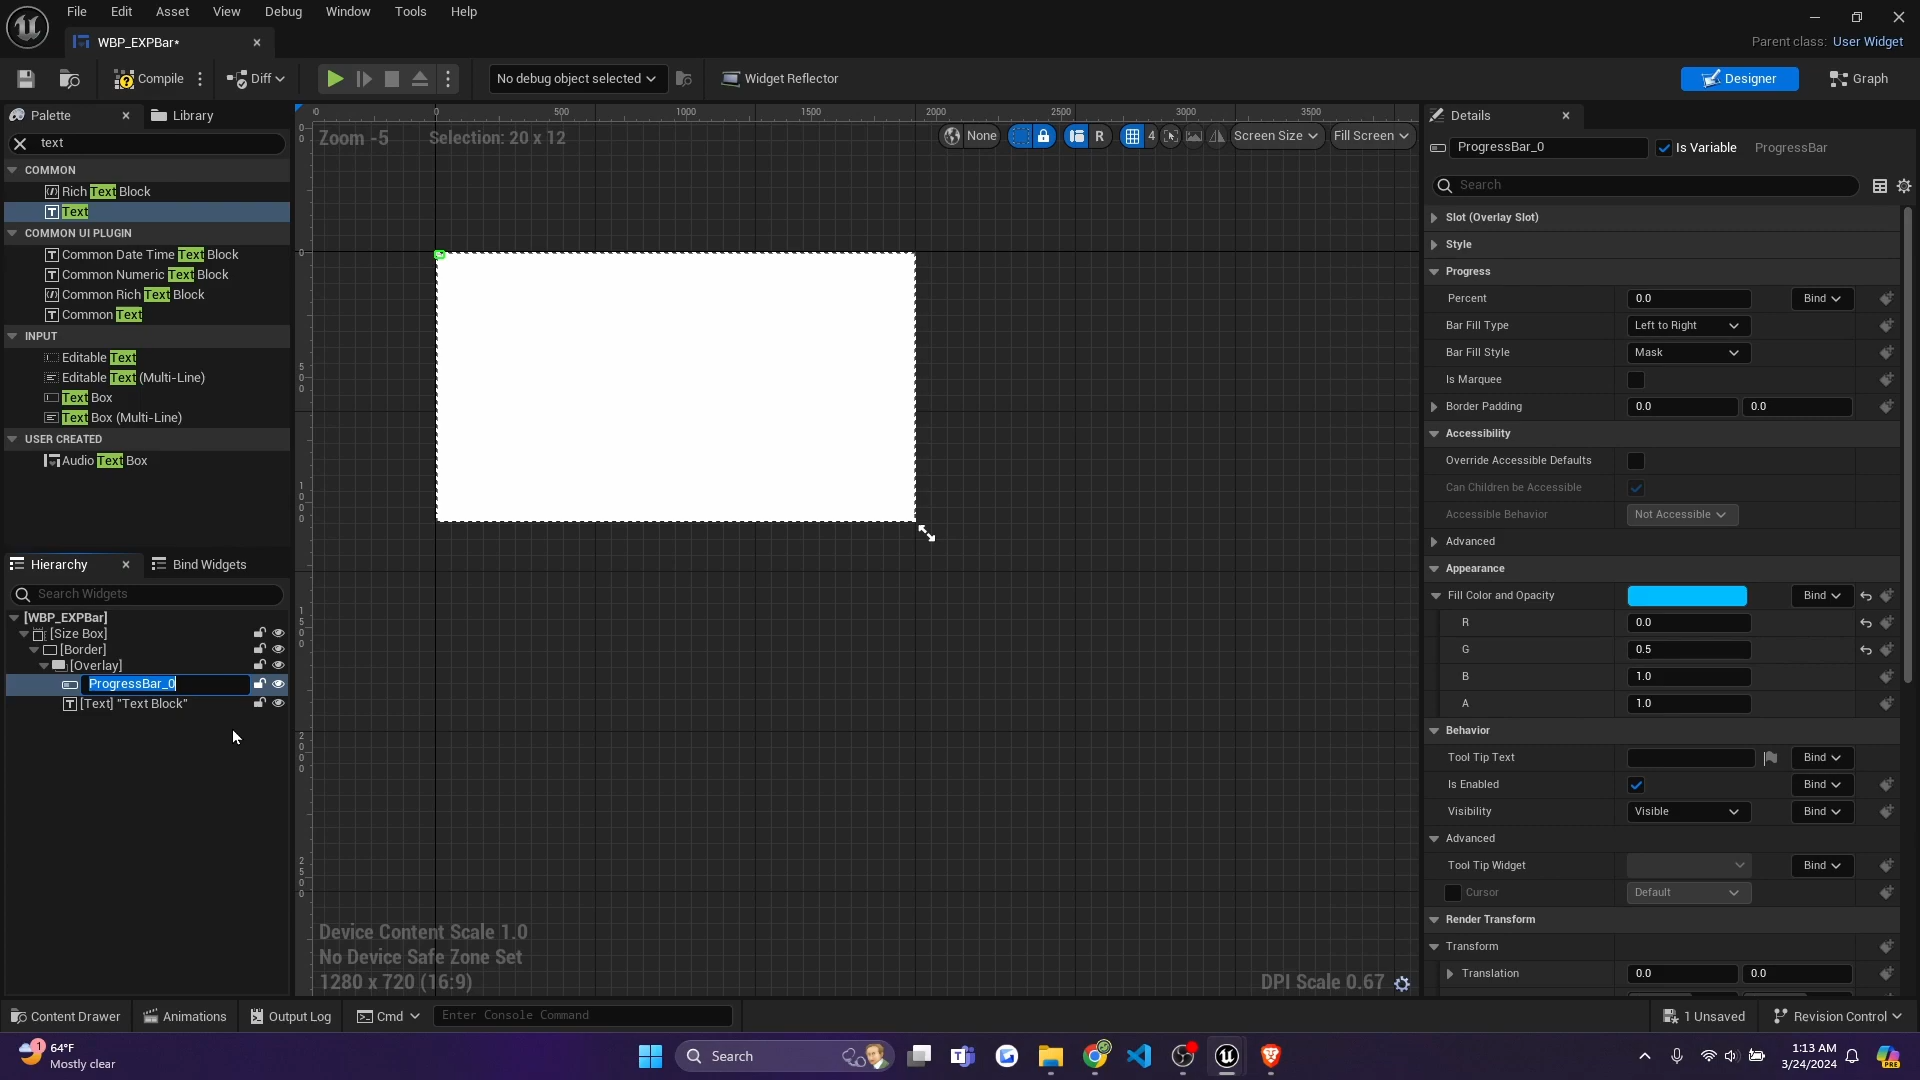 File Edit Asset View Debug Window Tools Help
WBP_EXPBar*
Parent class: User Widget
Compile Diff No debug object selected Widget Reflector Designer Graph
Palette Library
text
COMMON
Rich Text Block
Text
COMMON UI PLUGIN
Common Date Time Text Block
Common Numeric Text Block
Common Rich Text Block
Common Text
INPUT
Editable Text
Editable Text (Multi-Line)
Text Box
Text Box (Multi-Line)
USER CREATED
Audio Text Box
Hierarchy Bind Widgets
Search Widgets
[WBP_EXPBar]
[Size Box]
[Border]
[Overlay]
ProgressBar_0
[Text] "Text Block"
0 0 500 1000 1500 2000 2500 3000 3500
Zoom -5 Selection: 20 x 12
None R 4 Screen Size Fill Screen
0
0
500
1000
1500
2000
2500
Device Content Scale 1.0
No Device Safe Zone Set
1280 x 720 (16:9)
DPI Scale 0.67
Details
ProgressBar_0 Is Variable ProgressBar
Search
Slot (Overlay Slot)
Style
Progress
Percent 0.0 Bind
Bar Fill Type Left to Right
Bar Fill Style Mask
Is Marquee
Border Padding 0.0 0.0
Accessibility
Override Accessible Defaults
Can Children be Accessible
Accessible Behavior Not Accessible
Advanced
Appearance
Fill Color and Opacity Bind
R 0.0
G 0.5
B 1.0
A 1.0
Behavior
Tool Tip Text Bind
Is Enabled Bind
Visibility Visible Bind
Advanced
Tool Tip Widget Bind
Cursor Default
Render Transform
Transform
Translation 0.0 0.0
Content Drawer Animations Output Log Cmd Enter Console Command 1 Unsaved Revision Control
1
64°F
Mostly clear
Search
1:13 AM
3/24/2024
PRE